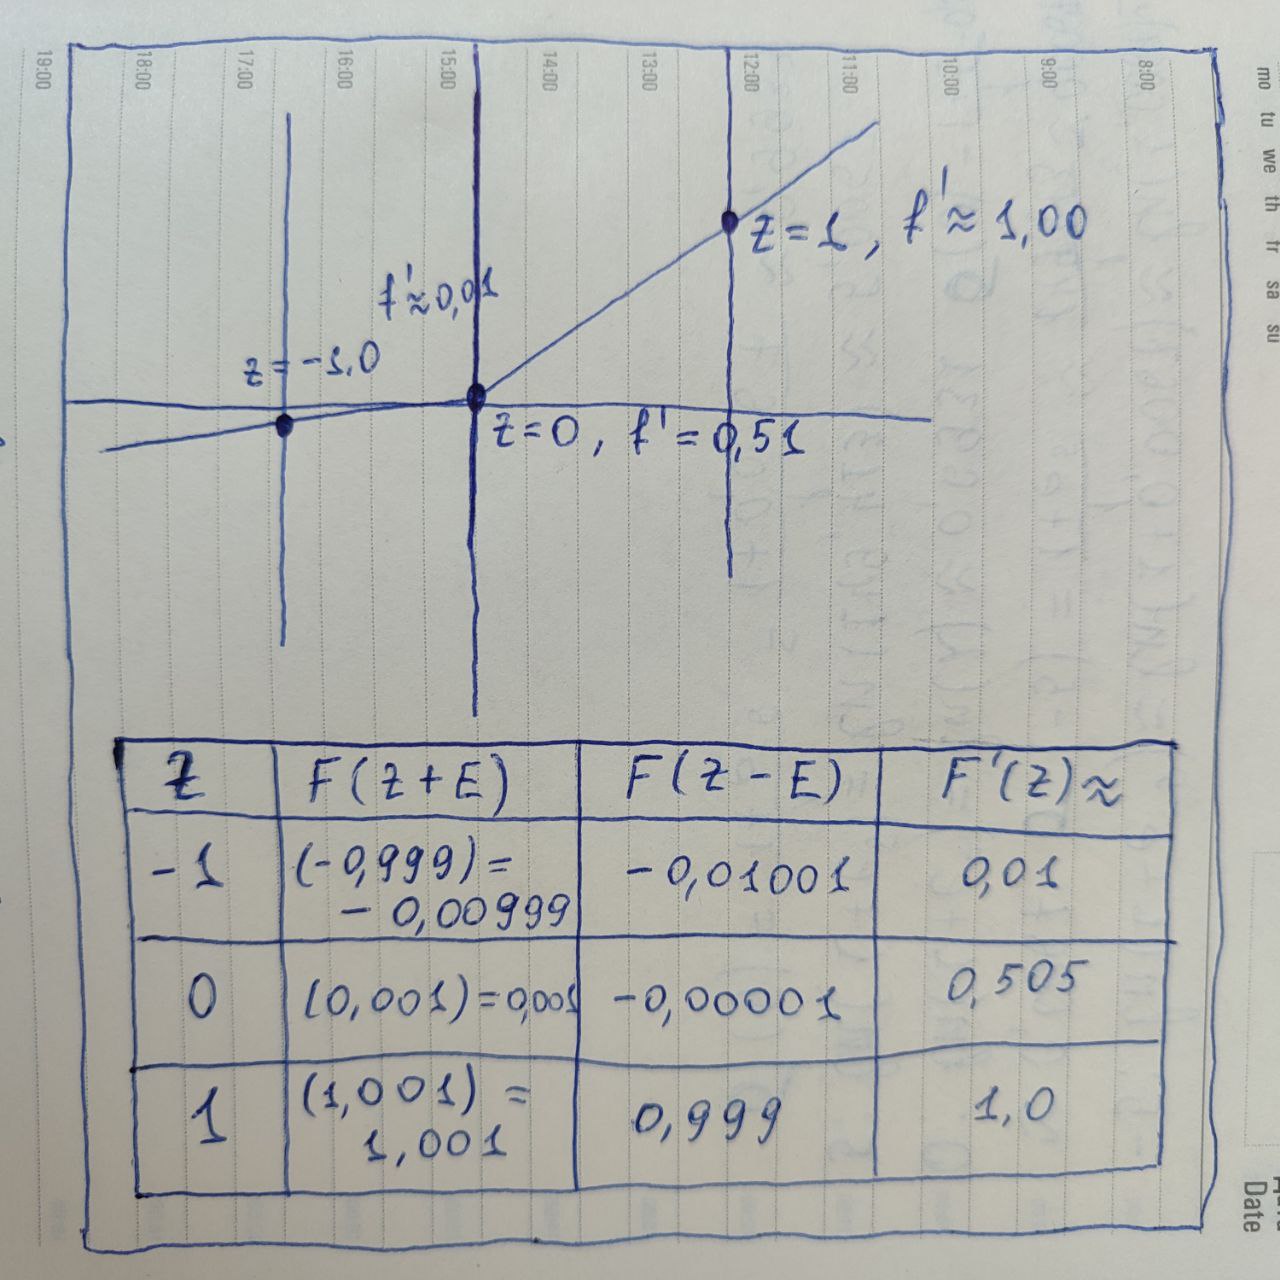 19:00
18:00
17:00
16:00
15:00
14:00
13:00
12:00
11:00
10:00
9:00
8:00
mo tu we th fr sa su
z=1, f'≈1,00
f'≈0,01
z=-1,0
z=0, f'=0,51
Z F(Z+E) F(Z-E) F'(Z)≈
-1 (-0,999)= -0,01001 0,01
-0,00999
0 (0,001)=0,001 -0,00001 0,505
1 (1,001)= 0,999 1,0
1,001
Date